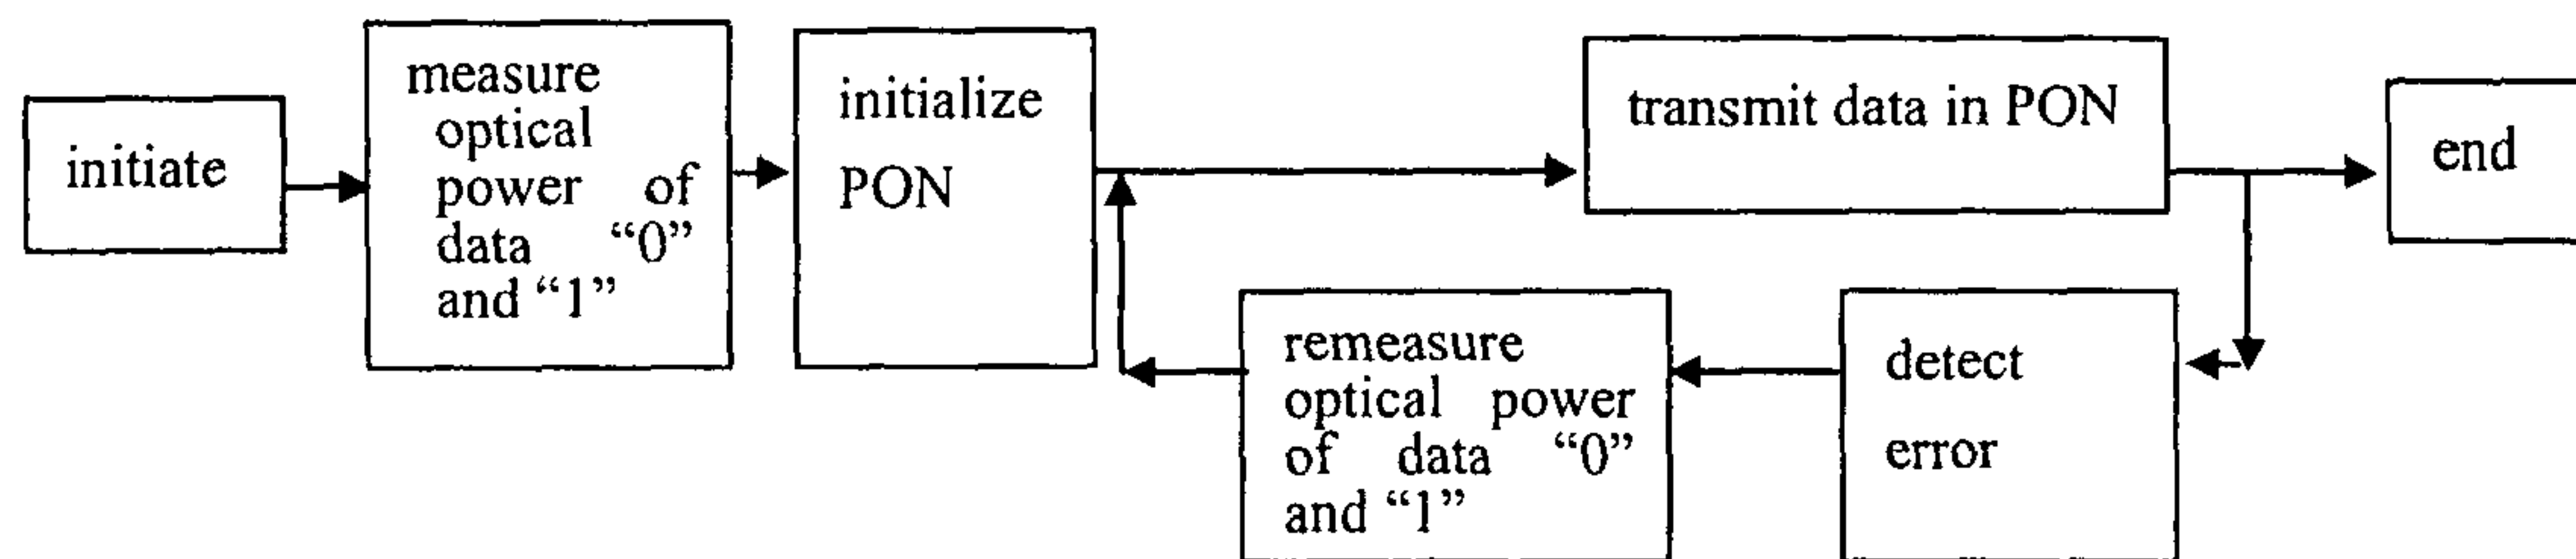 initiate
measure
optical
power of
data “0”
and “1”
initialize
PON
transmit data in PON
end
remeasure
optical power
of data “0”
and “1”
detect
error